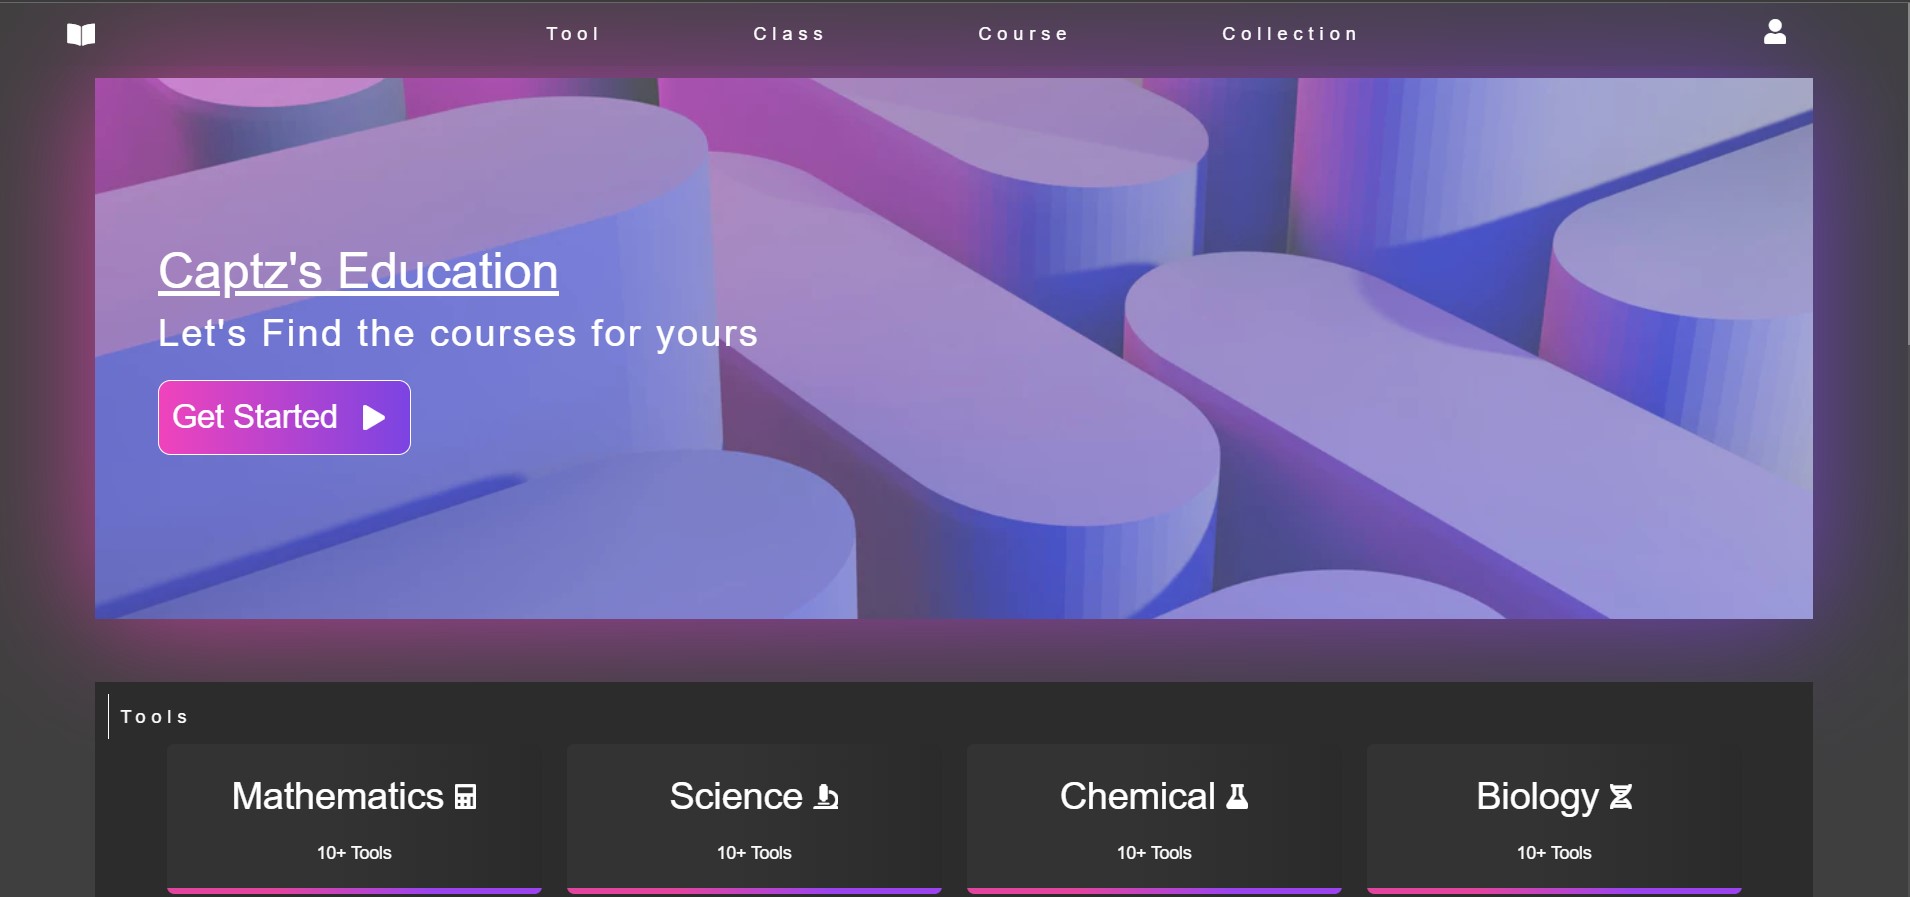 Tool Class Course Collection
Captz's Education
Let's Find the courses for yours
Get Started
Tools
Mathematics Science Chemical Biology
10+ Tools 10+ Tools 10+ Tools 10+ Tools